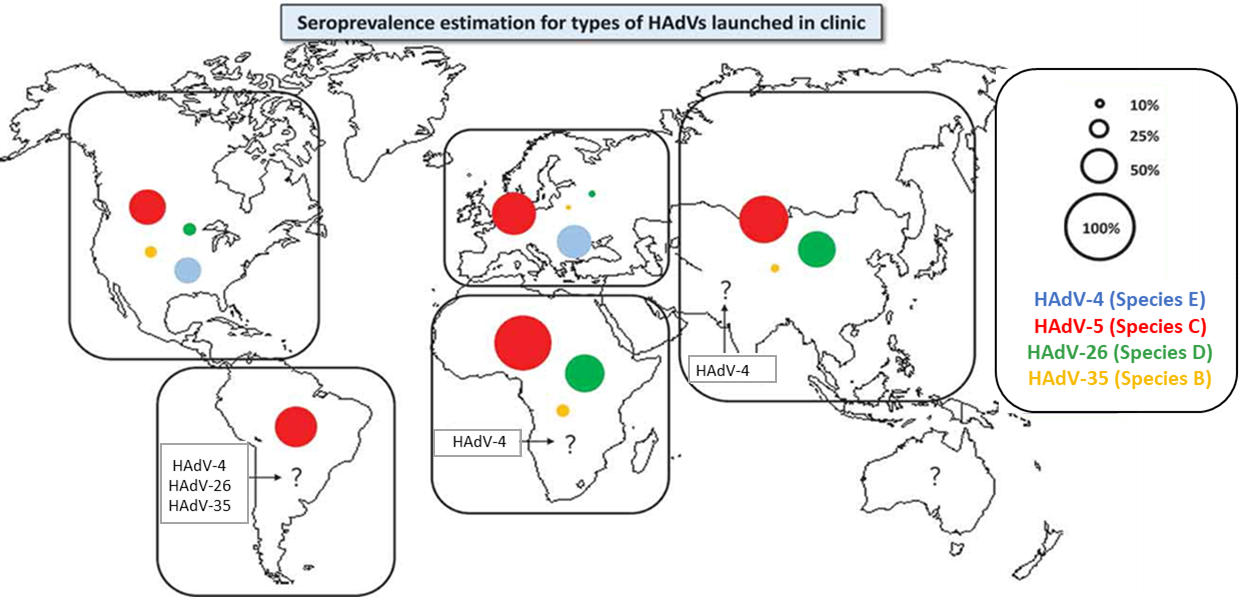 Seroprevalence estimation for types of HAdVs launched in clinic
10%
25%
50%
100%
HAdV-4 (Species E)
HAdV-5 (Species C)
HAdV-26 (Species D)
HAdV-35 (Species B)
?
HAdV-4
HAdV-4
?
HAdV-4
HAdV-26
HAdV-35
?
?